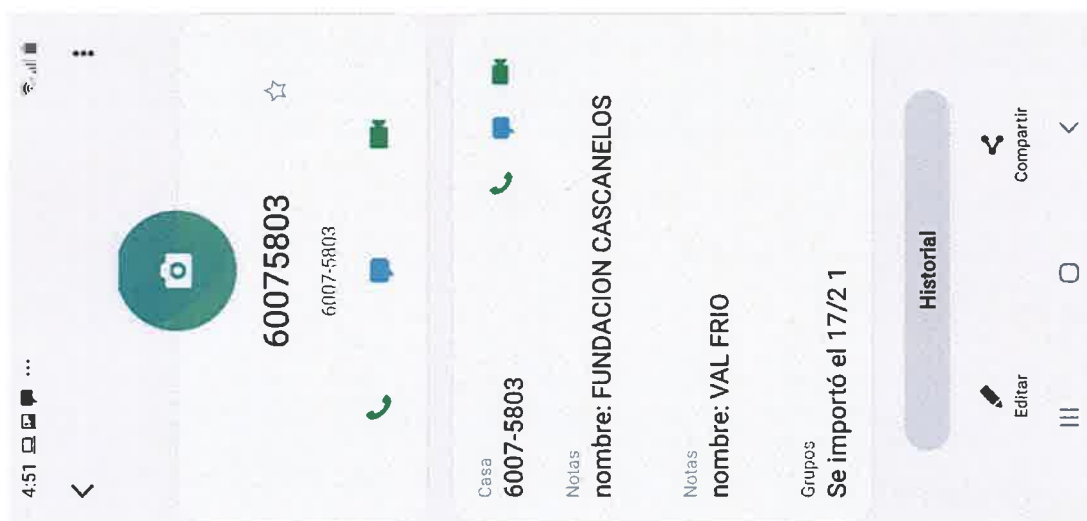 4:51
60075803
6007-5803
Casa
6007-5803
Notas
nombre: FUNDACION CASCANELOS
Notas
nombre: VAL FRIO
Grupos
Se importó el 17/2 1
Historial
Editar
Compartir